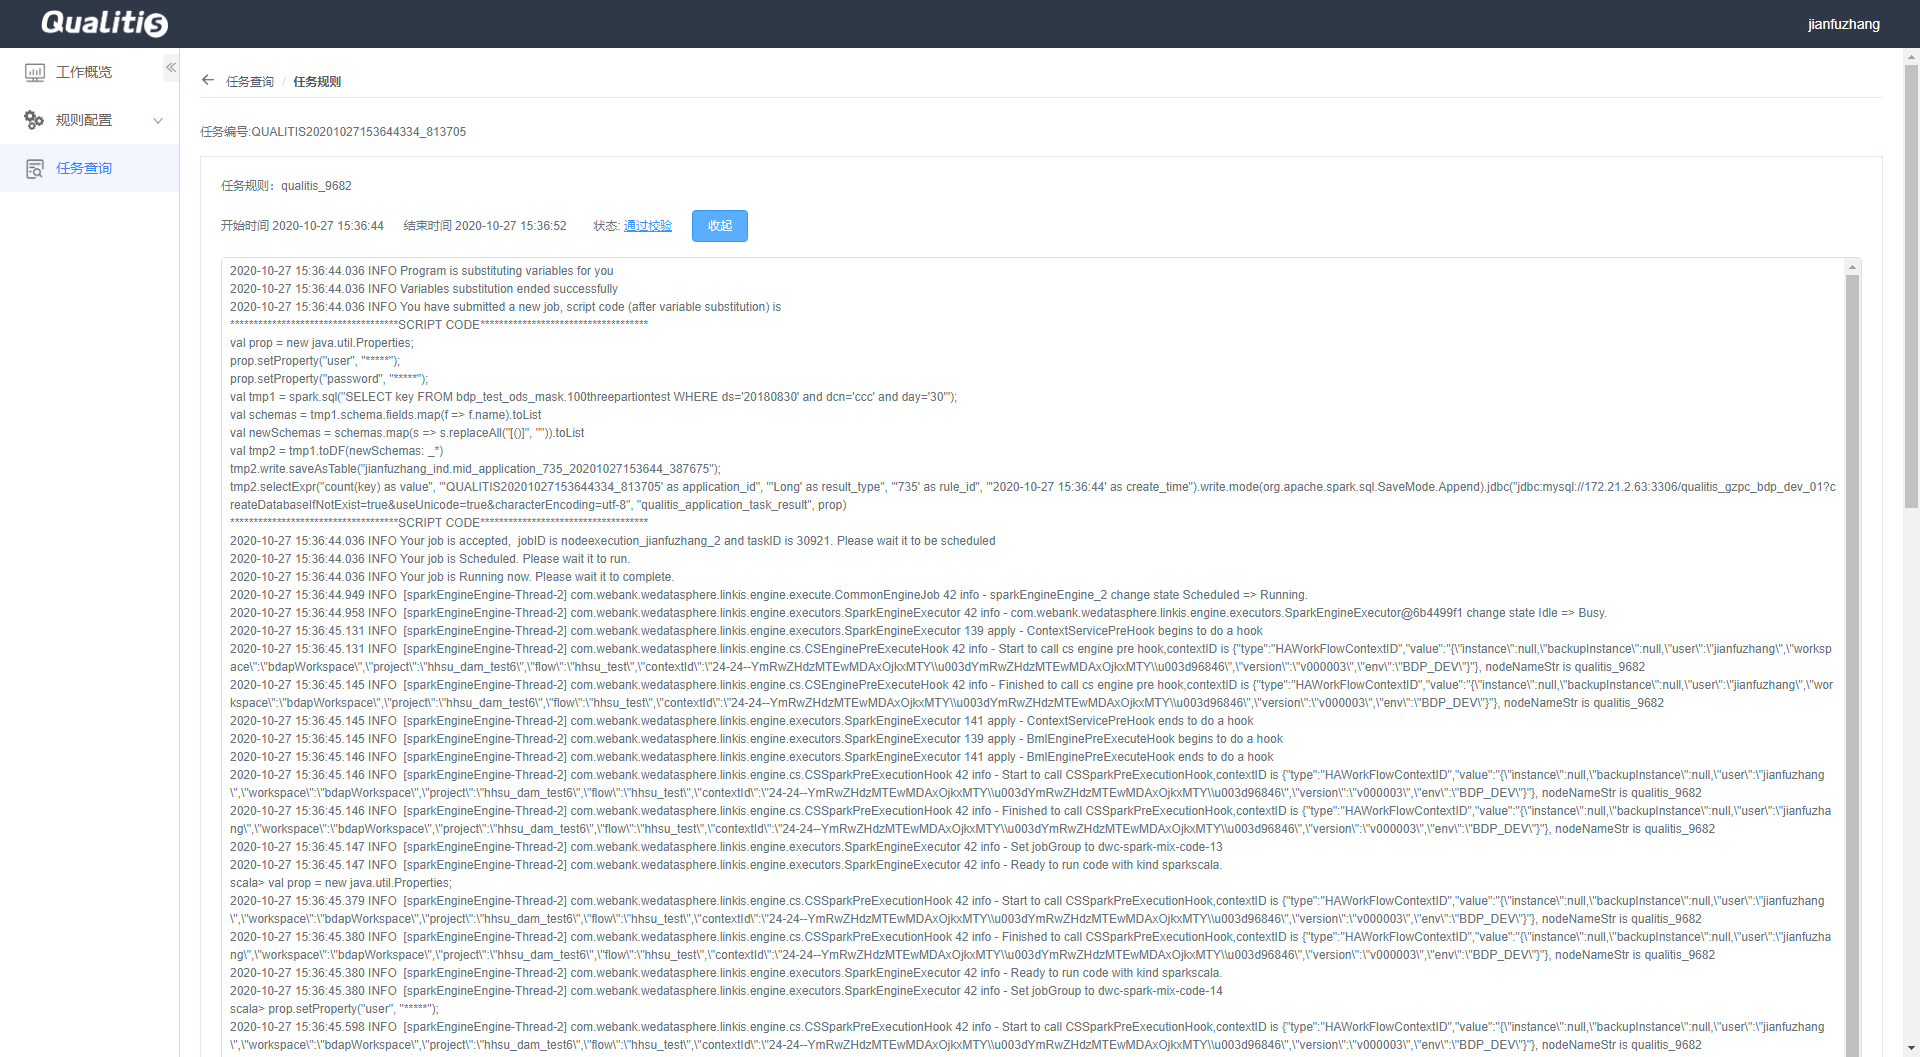 Qualitis
jianfuzhang
工作概览
规则配置
任务查询
任务查询 / 任务规则
任务编号:QUALITIS20201027153644334_813705
任务规则：qualitis_9682
开始时间 2020-10-27 15:36:44 结束时间 2020-10-27 15:36:52 状态: 通过校验 收起
2020-10-27 15:36:44.036 INFO Program is substituting variables for you
2020-10-27 15:36:44.036 INFO Variables substitution ended successfully
2020-10-27 15:36:44.036 INFO You have submitted a new job, script code (after variable substitution) is
************************************SCRIPT CODE************************************
val prop = new java.util.Properties;
prop.setProperty("user", "*****");
prop.setProperty("password", "*****");
val tmp1 = spark.sql("SELECT key FROM bdp_test_ods_mask.100threepartiontest WHERE ds='20180830' and dcn='ccc' and day='30'");
val schemas = tmp1.schema.fields.map(f => f.name).toList
val newSchemas = schemas.map(s => s.replaceAll("[()]", "")).toList
val tmp2 = tmp1.toDF(newSchemas: _*)
tmp2.write.saveAsTable("jianfuzhang_ind.mid_application_735_20201027153644_387675");
tmp2.selectExpr("count(key) as value", "'QUALITIS20201027153644334_813705' as application_id", "'Long' as result_type", "'735' as rule_id", "'2020-10-27 15:36:44' as create_time").write.mode(org.apache.spark.sql.SaveMode.Append).jdbc("jdbc:mysql://172.21.2.63:3306/qualitis_gzpc_bdp_dev_01?c
reateDatabaseIfNotExist=true&useUnicode=true&characterEncoding=utf-8", "qualitis_application_task_result", prop)
************************************SCRIPT CODE************************************
2020-10-27 15:36:44.036 INFO Your job is accepted,  jobID is nodeexecution_jianfuzhang_2 and taskID is 30921. Please wait it to be scheduled
2020-10-27 15:36:44.036 INFO Your job is Scheduled. Please wait it to run.
2020-10-27 15:36:44.036 INFO Your job is Running now. Please wait it to complete.
2020-10-27 15:36:44.949 INFO  [sparkEngineEngine-Thread-2] com.webank.wedatasphere.linkis.engine.execute.CommonEngineJob 42 info - sparkEngineEngine_2 change state Scheduled => Running.
2020-10-27 15:36:44.958 INFO  [sparkEngineEngine-Thread-2] com.webank.wedatasphere.linkis.engine.executors.SparkEngineExecutor 42 info - com.webank.wedatasphere.linkis.engine.executors.SparkEngineExecutor@6b4499f1 change state Idle => Busy.
2020-10-27 15:36:45.131 INFO  [sparkEngineEngine-Thread-2] com.webank.wedatasphere.linkis.engine.executors.SparkEngineExecutor 139 apply - ContextServicePreHook begins to do a hook
2020-10-27 15:36:45.131 INFO  [sparkEngineEngine-Thread-2] com.webank.wedatasphere.linkis.engine.cs.CSEnginePreExecuteHook 42 info - Start to call cs engine pre hook,contextID is {"type":"HAWorkFlowContextID","value":"{\"instance\":null,\"backupInstance\":null,\"user\":\"jianfuzhang\",\"worksp
ace\":\"bdapWorkspace\",\"project\":\"hhsu_dam_test6\",\"flow\":\"hhsu_test\",\"contextId\":\"24-24--YmRwZHdzMTEwMDAxOjkxMTY\\u003dYmRwZHdzMTEwMDAxOjkxMTY\\u003d96846\",\"version\":\"v000003\",\"env\":\"BDP_DEV\"}"}, nodeNameStr is qualitis_9682
2020-10-27 15:36:45.145 INFO  [sparkEngineEngine-Thread-2] com.webank.wedatasphere.linkis.engine.cs.CSEnginePreExecuteHook 42 info - Finished to call cs engine pre hook,contextID is {"type":"HAWorkFlowContextID","value":"{\"instance\":null,\"backupInstance\":null,\"user\":\"jianfuzhang\",\"wor
kspace\":\"bdapWorkspace\",\"project\":\"hhsu_dam_test6\",\"flow\":\"hhsu_test\",\"contextId\":\"24-24--YmRwZHdzMTEwMDAxOjkxMTY\\u003dYmRwZHdzMTEwMDAxOjkxMTY\\u003d96846\",\"version\":\"v000003\",\"env\":\"BDP_DEV\"}"}, nodeNameStr is qualitis_9682
2020-10-27 15:36:45.145 INFO  [sparkEngineEngine-Thread-2] com.webank.wedatasphere.linkis.engine.executors.SparkEngineExecutor 141 apply - ContextServicePreHook ends to do a hook
2020-10-27 15:36:45.145 INFO  [sparkEngineEngine-Thread-2] com.webank.wedatasphere.linkis.engine.executors.SparkEngineExecutor 139 apply - BmlEnginePreExecuteHook begins to do a hook
2020-10-27 15:36:45.146 INFO  [sparkEngineEngine-Thread-2] com.webank.wedatasphere.linkis.engine.executors.SparkEngineExecutor 141 apply - BmlEnginePreExecuteHook ends to do a hook
2020-10-27 15:36:45.146 INFO  [sparkEngineEngine-Thread-2] com.webank.wedatasphere.linkis.engine.cs.CSSparkPreExecutionHook 42 info - Start to call CSSparkPreExecutionHook,contextID is {"type":"HAWorkFlowContextID","value":"{\"instance\":null,\"backupInstance\":null,\"user\":\"jianfuzhang
\",\"workspace\":\"bdapWorkspace\",\"project\":\"hhsu_dam_test6\",\"flow\":\"hhsu_test\",\"contextId\":\"24-24--YmRwZHdzMTEwMDAxOjkxMTY\\u003dYmRwZHdzMTEwMDAxOjkxMTY\\u003d96846\",\"version\":\"v000003\",\"env\":\"BDP_DEV\"}"}, nodeNameStr is qualitis_9682
2020-10-27 15:36:45.146 INFO  [sparkEngineEngine-Thread-2] com.webank.wedatasphere.linkis.engine.cs.CSSparkPreExecutionHook 42 info - Finished to call CSSparkPreExecutionHook,contextID is {"type":"HAWorkFlowContextID","value":"{\"instance\":null,\"backupInstance\":null,\"user\":\"jianfuzha
ng\",\"workspace\":\"bdapWorkspace\",\"project\":\"hhsu_dam_test6\",\"flow\":\"hhsu_test\",\"contextId\":\"24-24--YmRwZHdzMTEwMDAxOjkxMTY\\u003dYmRwZHdzMTEwMDAxOjkxMTY\\u003d96846\",\"version\":\"v000003\",\"env\":\"BDP_DEV\"}"}, nodeNameStr is qualitis_9682
2020-10-27 15:36:45.147 INFO  [sparkEngineEngine-Thread-2] com.webank.wedatasphere.linkis.engine.executors.SparkEngineExecutor 42 info - Set jobGroup to dwc-spark-mix-code-13
2020-10-27 15:36:45.147 INFO  [sparkEngineEngine-Thread-2] com.webank.wedatasphere.linkis.engine.executors.SparkEngineExecutor 42 info - Ready to run code with kind sparkscala.
scala> val prop = new java.util.Properties;
2020-10-27 15:36:45.379 INFO  [sparkEngineEngine-Thread-2] com.webank.wedatasphere.linkis.engine.cs.CSSparkPreExecutionHook 42 info - Start to call CSSparkPreExecutionHook,contextID is {"type":"HAWorkFlowContextID","value":"{\"instance\":null,\"backupInstance\":null,\"user\":\"jianfuzhang
\",\"workspace\":\"bdapWorkspace\",\"project\":\"hhsu_dam_test6\",\"flow\":\"hhsu_test\",\"contextId\":\"24-24--YmRwZHdzMTEwMDAxOjkxMTY\\u003dYmRwZHdzMTEwMDAxOjkxMTY\\u003d96846\",\"version\":\"v000003\",\"env\":\"BDP_DEV\"}"}, nodeNameStr is qualitis_9682
2020-10-27 15:36:45.380 INFO  [sparkEngineEngine-Thread-2] com.webank.wedatasphere.linkis.engine.cs.CSSparkPreExecutionHook 42 info - Finished to call CSSparkPreExecutionHook,contextID is {"type":"HAWorkFlowContextID","value":"{\"instance\":null,\"backupInstance\":null,\"user\":\"jianfuzha
ng\",\"workspace\":\"bdapWorkspace\",\"project\":\"hhsu_dam_test6\",\"flow\":\"hhsu_test\",\"contextId\":\"24-24--YmRwZHdzMTEwMDAxOjkxMTY\\u003dYmRwZHdzMTEwMDAxOjkxMTY\\u003d96846\",\"version\":\"v000003\",\"env\":\"BDP_DEV\"}"}, nodeNameStr is qualitis_9682
2020-10-27 15:36:45.380 INFO  [sparkEngineEngine-Thread-2] com.webank.wedatasphere.linkis.engine.executors.SparkEngineExecutor 42 info - Ready to run code with kind sparkscala.
2020-10-27 15:36:45.380 INFO  [sparkEngineEngine-Thread-2] com.webank.wedatasphere.linkis.engine.executors.SparkEngineExecutor 42 info - Set jobGroup to dwc-spark-mix-code-14
scala> prop.setProperty("user", "*****");
2020-10-27 15:36:45.598 INFO  [sparkEngineEngine-Thread-2] com.webank.wedatasphere.linkis.engine.cs.CSSparkPreExecutionHook 42 info - Start to call CSSparkPreExecutionHook,contextID is {"type":"HAWorkFlowContextID","value":"{\"instance\":null,\"backupInstance\":null,\"user\":\"jianfuzhang
\",\"workspace\":\"bdapWorkspace\",\"project\":\"hhsu_dam_test6\",\"flow\":\"hhsu_test\",\"contextId\":\"24-24--YmRwZHdzMTEwMDAxOjkxMTY\\u003dYmRwZHdzMTEwMDAxOjkxMTY\\u003d96846\",\"version\":\"v000003\",\"env\":\"BDP_DEV\"}"}, nodeNameStr is qualitis_9682